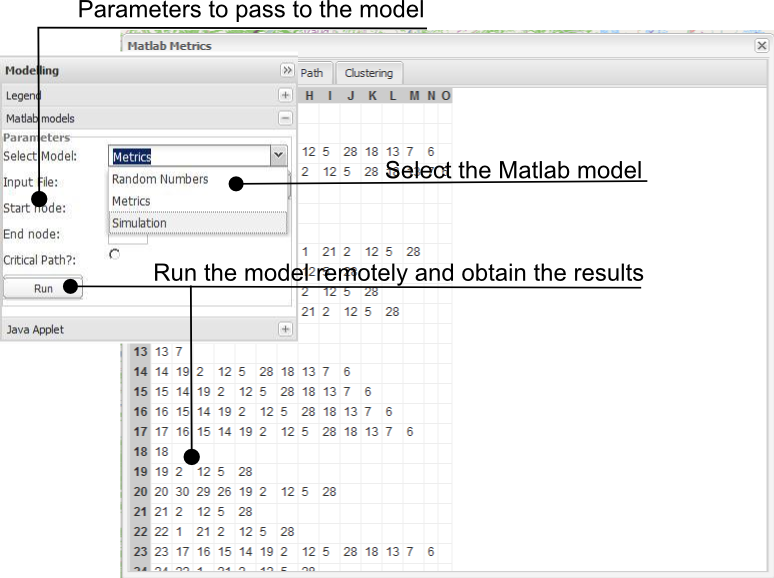 Parameters to pass to the model
Matlab Metrics
Modelling
Path Clustering
Legend
H I J K L M N O
Matlab models
Parameters
Select Model: Metrics
12 5 28 18 13 7 6
Random Numbers
Select the Matlab model
2 12 5 28
Input File:
Metrics
Start node:
Simulation
End node:
1 21 2 12 5 28
Critical Path?:
Run the model remotely and obtain the results
Run
2 12 5 28
21 2 12 5 28
Java Applet
13 13 7
14 14 19 2 12 5 28 18 13 7 6
15 15 14 19 2 12 5 28 18 13 7 6
16 16 15 14 19 2 12 5 28 18 13 7 6
17 17 16 15 14 19 2 12 5 28 18 13 7 6
18 18
19 19 2 12 5 28
20 20 30 29 26 19 2 12 5 28
21 21 2 12 5 28
22 22 1 21 2 12 5 28
23 23 17 16 15 14 19 2 12 5 28 18 13 7 6